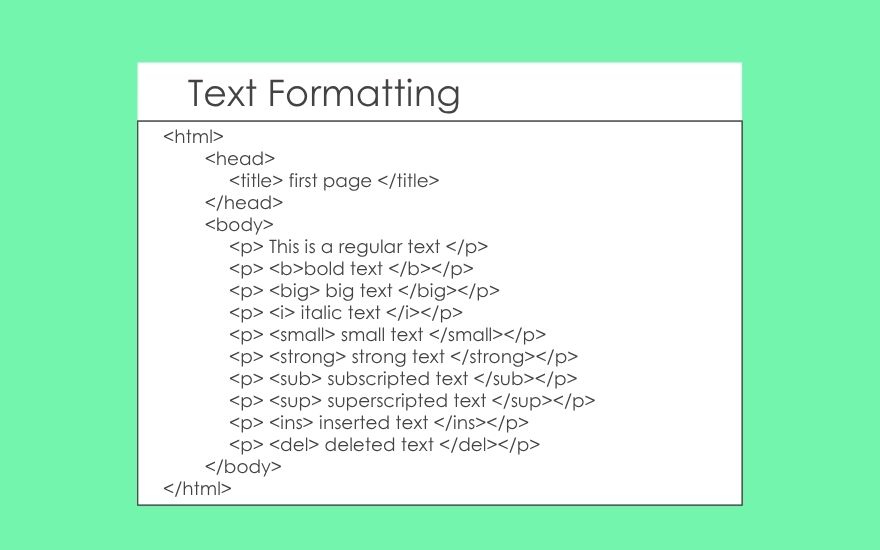 Text Formatting
<html>
<head>
<title> first page </title>
</head>
<body>
<p> This is a regular text </p>
<p> <b>bold text </b></p>
<p> <big> big text </big></p>
<p> <i> italic text </i></p>
<p> <small> small text </small></p>
<p> <strong> strong text </strong></p>
<p> <sub> subscripted text </sub></p>
<p> <sup> superscripted text </sup></p>
<p> <ins> inserted text </ins></p>
<p> <del> deleted text </del></p>
</body>
</html>